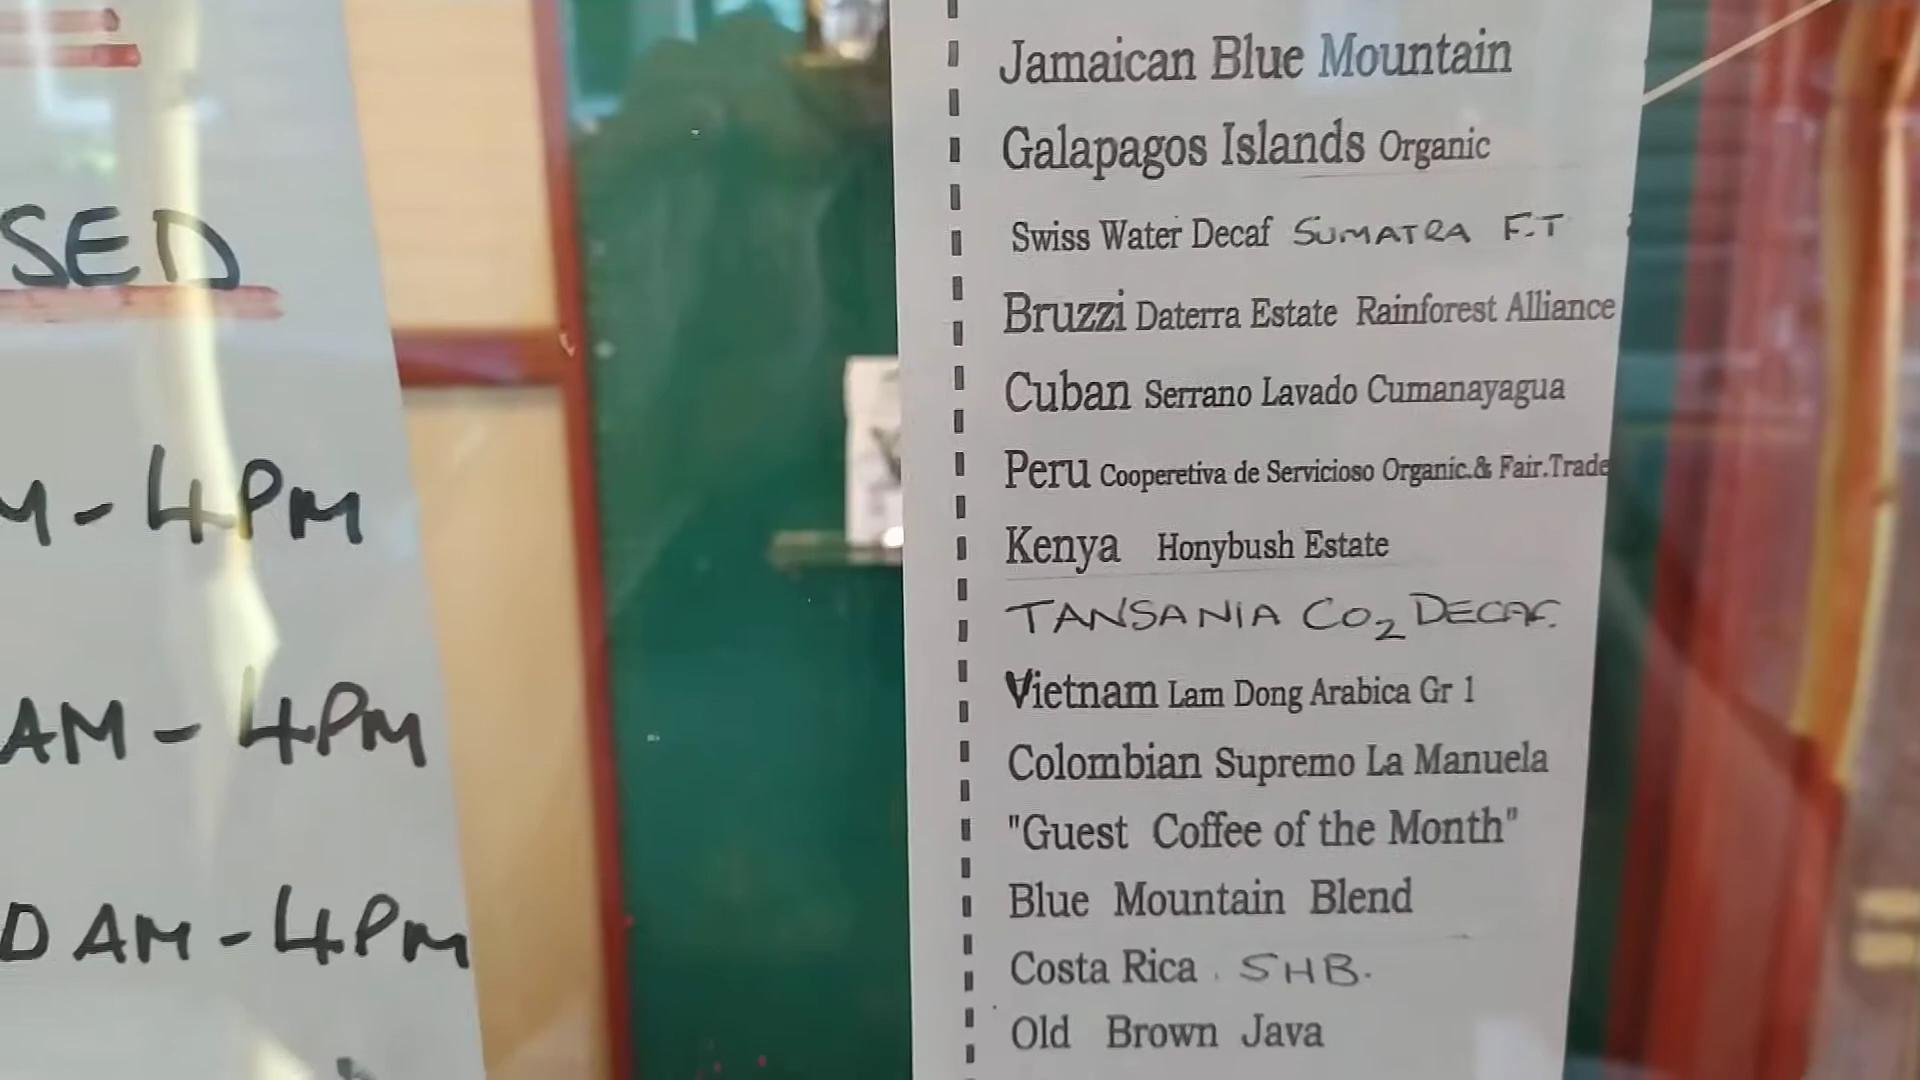 SED
M - 4PM
AM - 4PM
0 AM - 4PM
Jamaican Blue Mountain
Galapagos Islands Organic
Swiss Water Decaf SUMATRA F.T
Bruzzi Daterra Estate Rainforest Alliance
Cuban Serrano Lavado Cumanayagua
Peru Cooperetiva de Servicioso Organic.& Fair.Trade
Kenya Honybush Estate
TANSANIA CO2 DECAF.
Vietnam Lam Dong Arabica Gr 1
Colombian Supremo La Manuela
"Guest Coffee of the Month"
Blue Mountain Blend
Costa Rica . SHB.
Old Brown Java